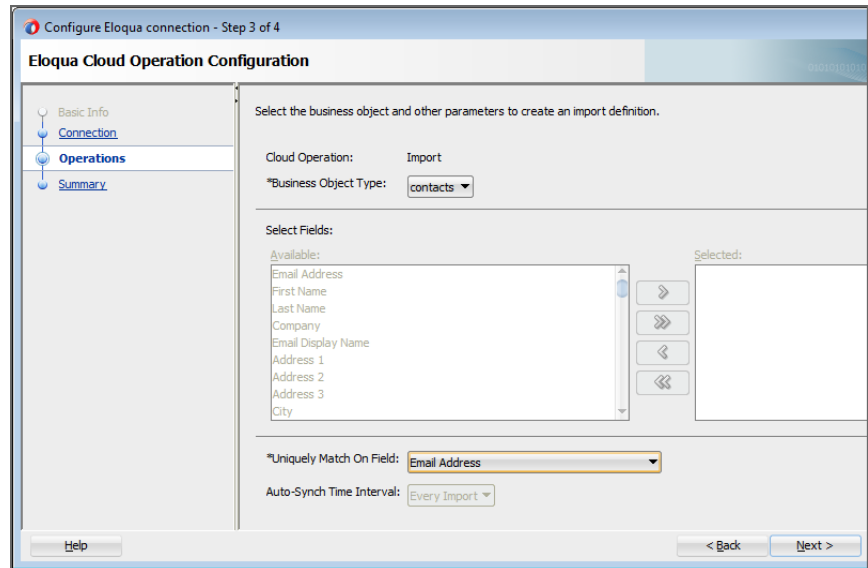 Configure Eloqua connection - Step 3 of 4
Eloqua Cloud Operation Configuration
Basic Info
Connection
Operations
Summary
Select the business object and other parameters to create an import definition.
Cloud Operation: Import
*Business Object Type: contacts
Select Fields:
Available: Selected:
Email Address
First Name
Last Name
Company
Email Display Name
Address 1
Address 2
Address 3
City
*Uniquely Match On Field: Email Address
Auto-Synch Time Interval: Every Import
Help < Back Next >